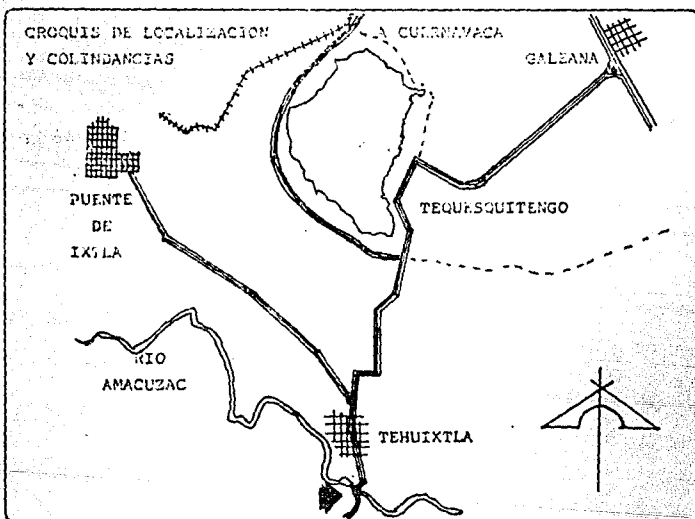 CROQUIS DE LOCALIZACION
Y COLINDANCIAS
A CUERNAVACA
GALEANA
PUENTE
DE
IXTLA
TEQUESQUITENGO
RIO
AMACUZAC
TEHUIXTLA